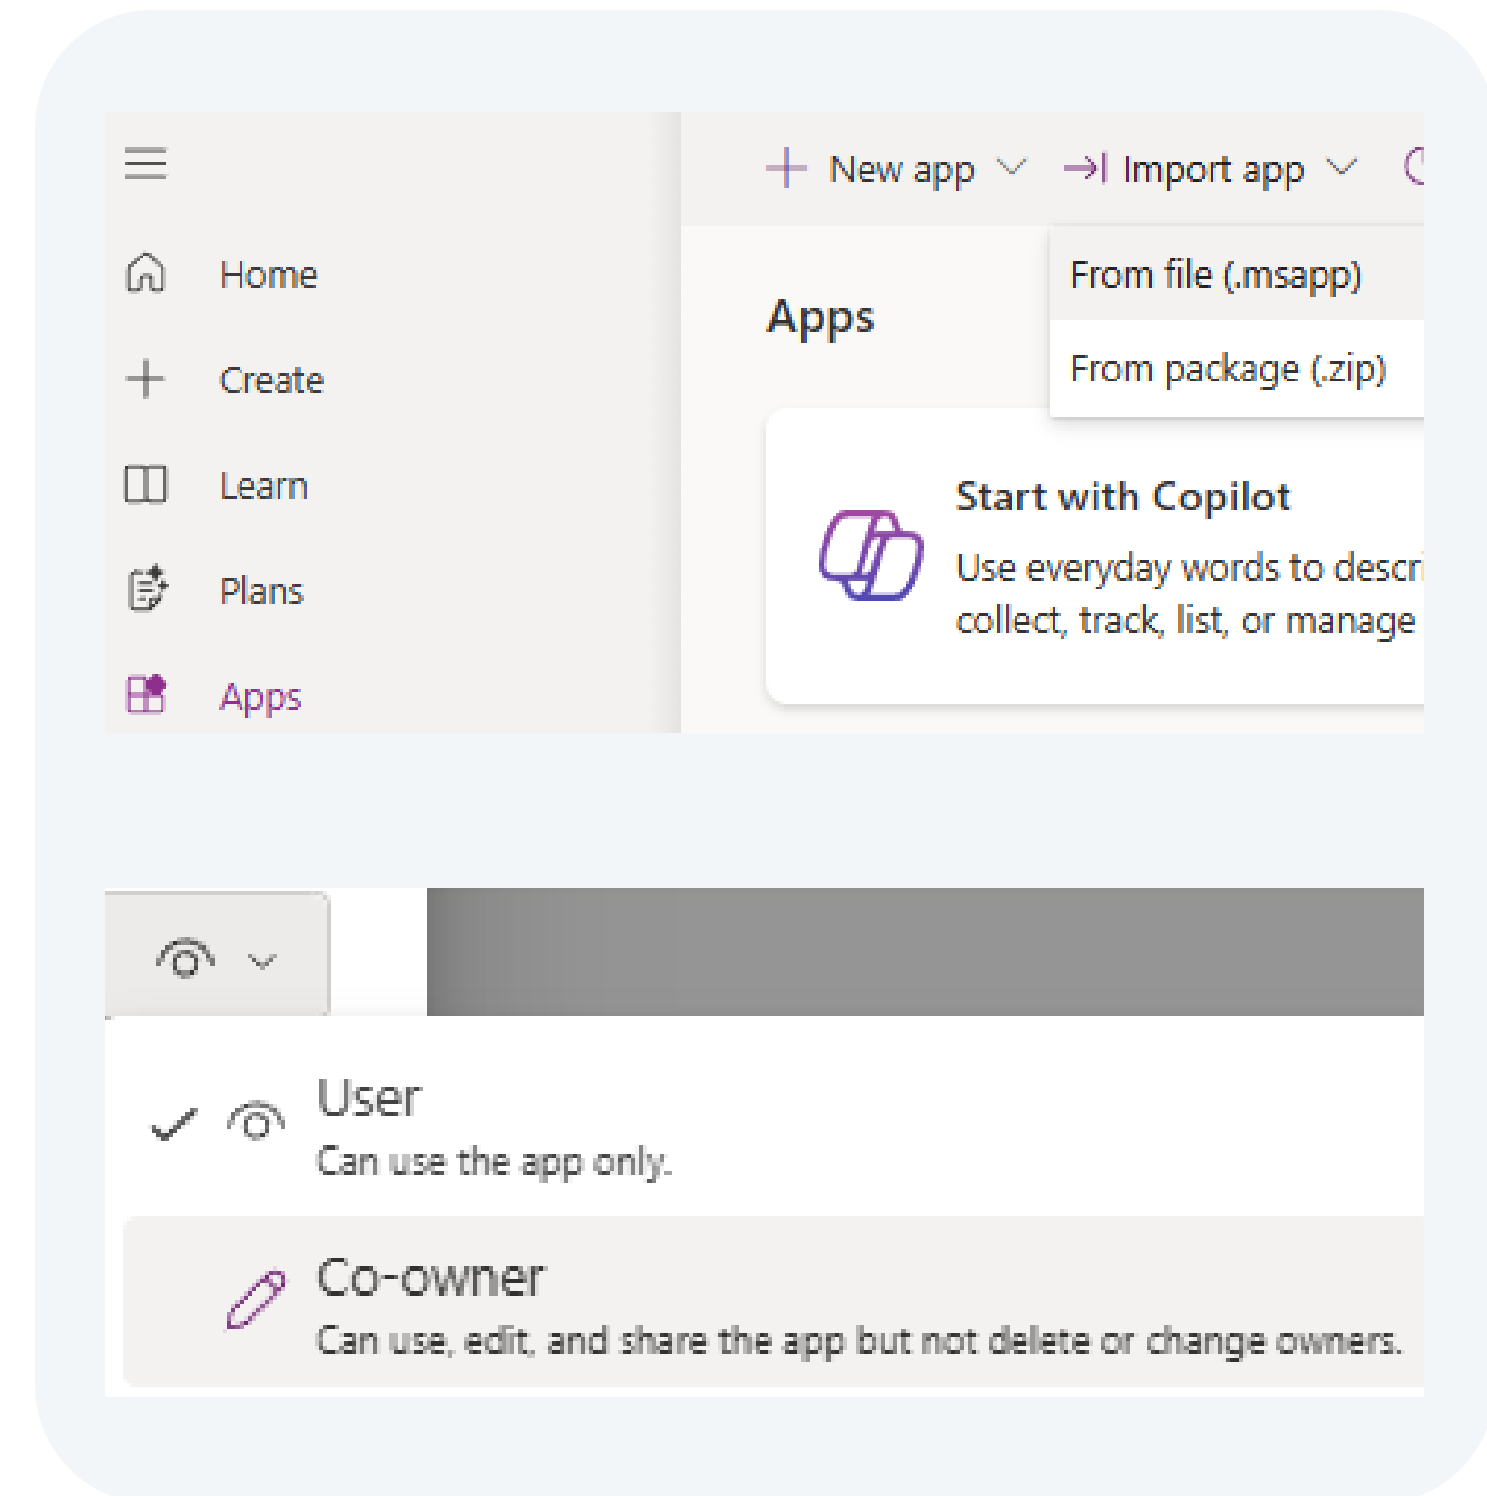 Home
Create
Learn
Plans
Apps
New app
Import app
From file (.msapp)
From package (.zip)
Apps
Start with Copilot
Use everyday words to descri
collect, track, list, or manage
User
Can use the app only.
Co-owner
Can use, edit, and share the app but not delete or change owners.